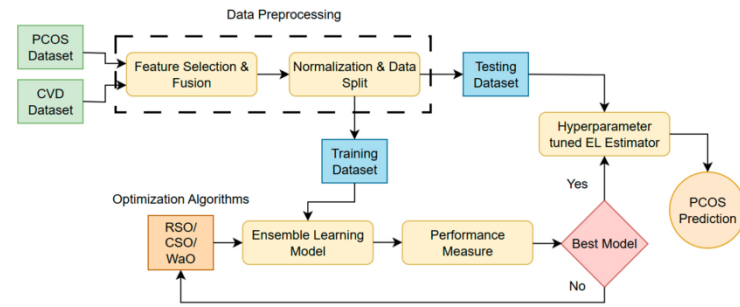 Data Preprocessing
PCOS
Dataset
CVD
Dataset
Feature Selection &
Fusion
Normalization & Data
Split
Testing
Dataset
Hyperparameter
tuned EL Estimator
Training
Dataset
Yes
PCOS
Prediction
Optimization Algorithms
RSO/
CSO/
WaO
Ensemble Learning
Model
Performance
Measure
Best Model
No